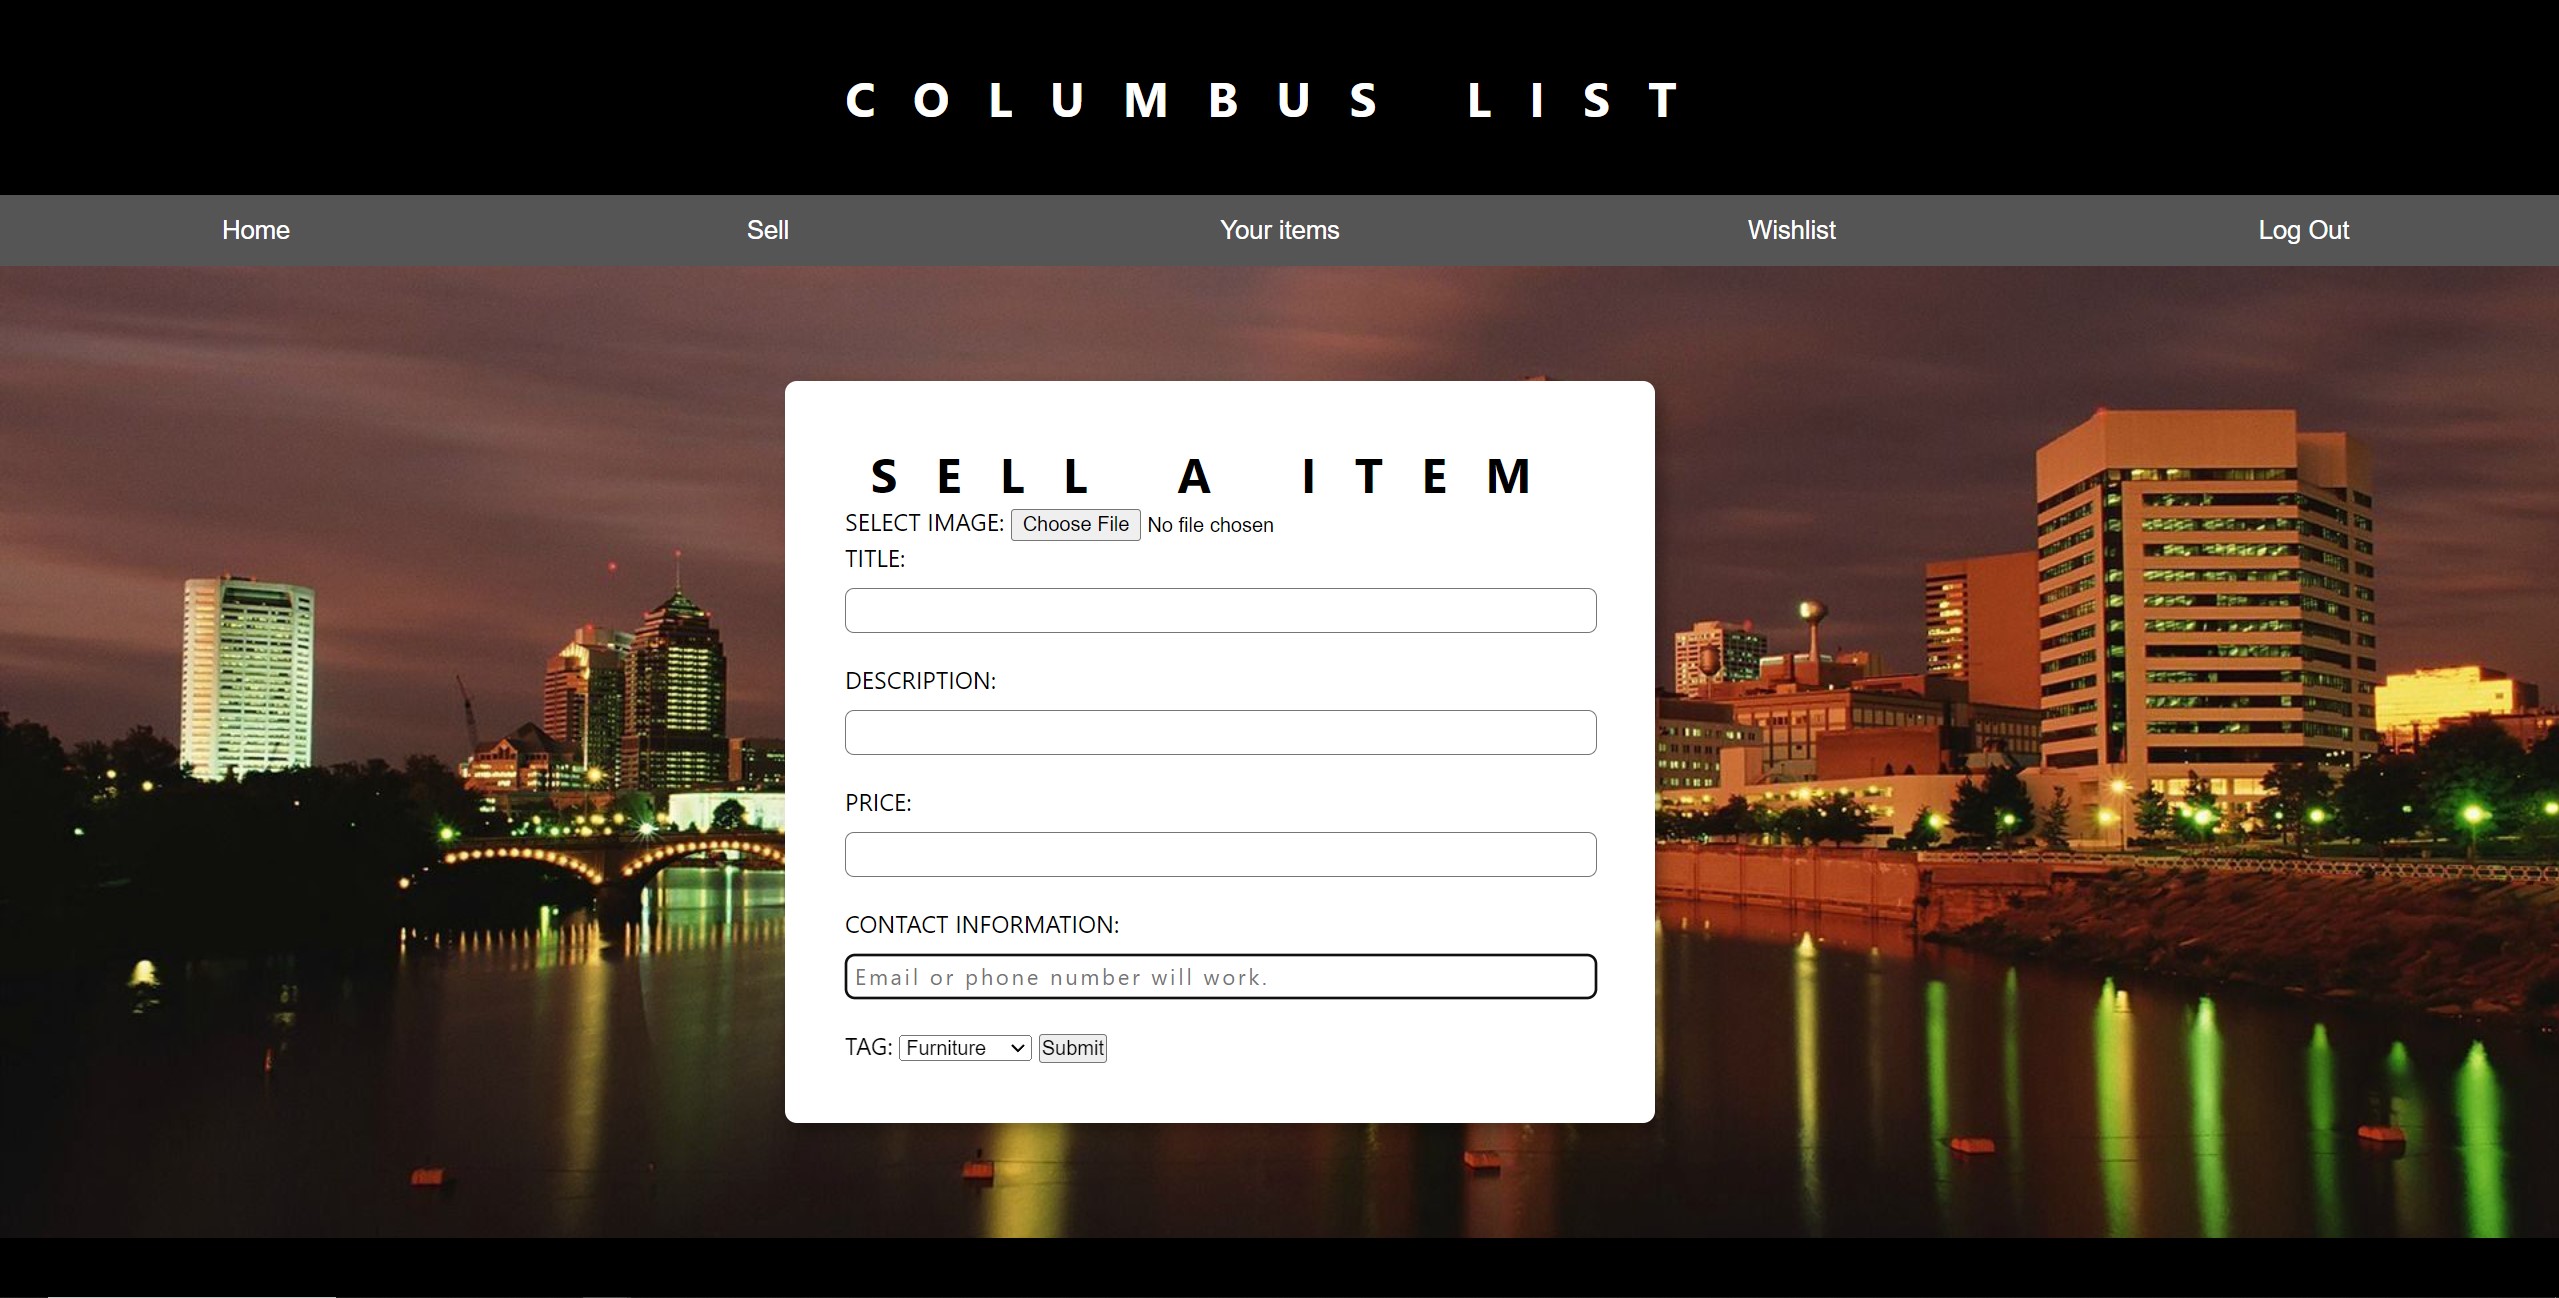 COLUMBUS LIST
Home Sell Your items Wishlist Log Out
SELL A ITEM
SELECT IMAGE: Choose File No file chosen
TITLE:
DESCRIPTION:
PRICE:
CONTACT INFORMATION:
Email or phone number will work.
TAG: Furniture Submit